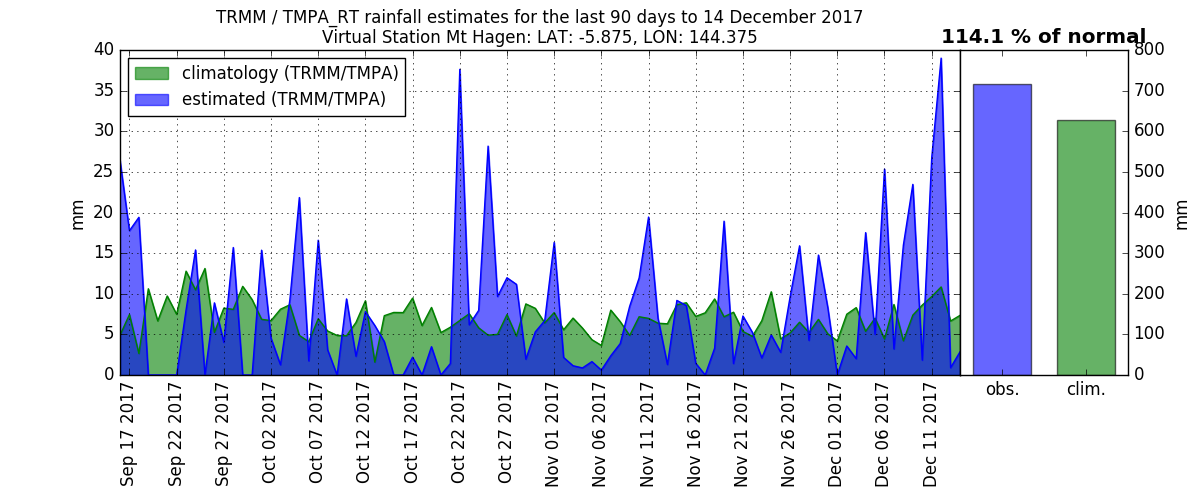 TRMM / TMPA_RT rainfall estimates for the last 90 days to 14 December 2017
Virtual Station Mt Hagen: LAT: -5.875, LON: 144.375
114.1 % of normal
climatology (TRMM/TMPA)
estimated (TRMM/TMPA)
40
35
30
25
20
15
10
5
0
mm
Sep 17 2017
Sep 22 2017
Sep 27 2017
Oct 02 2017
Oct 07 2017
Oct 12 2017
Oct 17 2017
Oct 22 2017
Oct 27 2017
Nov 01 2017
Nov 06 2017
Nov 11 2017
Nov 16 2017
Nov 21 2017
Nov 26 2017
Dec 01 2017
Dec 06 2017
Dec 11 2017
obs.
clim.
800
700
600
500
400
300
200
100
0
mm